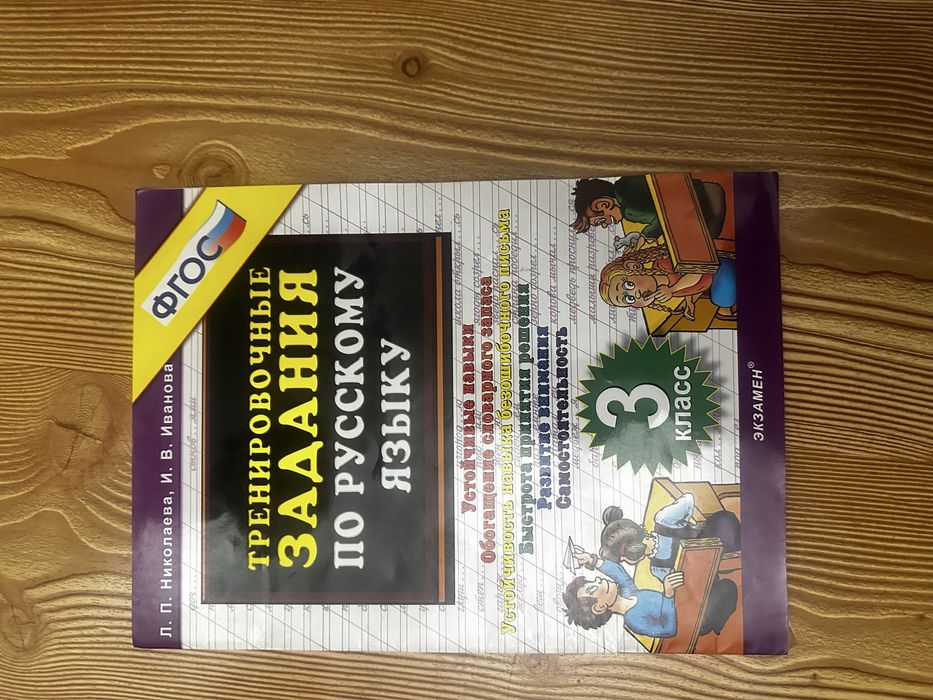 Л. П. Николаева, И. В. Иванова
ФГОС
ТРЕНИРОВОЧНЫЕ
ЗАДАНИЯ
ПО РУССКОМУ
ЯЗЫКУ
Устойчивые навыки
Обогащение словарного запаса
Устойчивость навыка безошибочного письма
Быстрота принятия решения
Развитие внимания
Самостоятельность
3
класс
ЭКЗАМЕН®